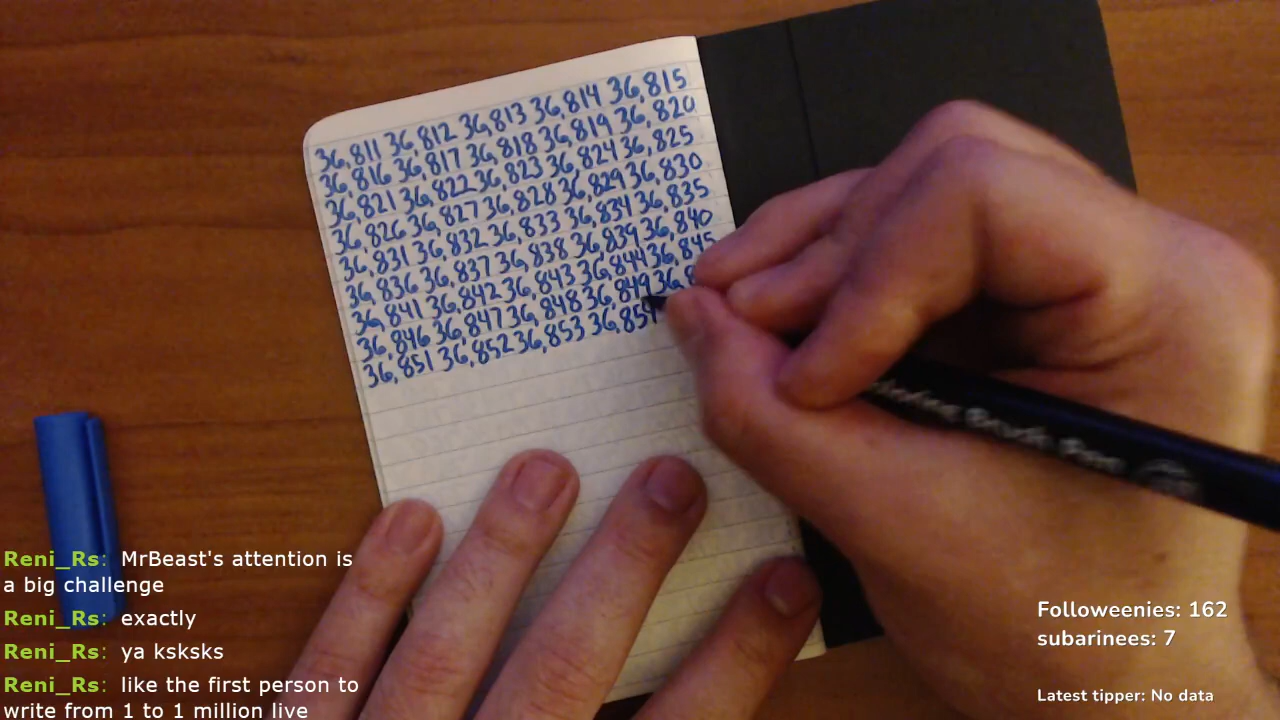 36,811 36,812 36,813 36,814 36,815
36,816 36,817 36,818 36,819 36,820
36,821 36,822 36,823 36,824 36,825
36,826 36,827 36,828 36,829 36,830
36,831 36,832 36,833 36,834 36,835
36,836 36,837 36,838 36,839 36,840
36,841 36,842 36,843 36,844 36,845
36,846 36,847 36,848 36,849 36,8
36,851 36,852 36,853 36,854
Brush Pen
Reni_Rs: MrBeast's attention is
a big challenge
Reni_Rs: exactly
Reni_Rs: ya ksksks
Reni_Rs: like the first person to
write from 1 to 1 million live
Followeenies: 162
subarinees: 7
Latest tipper: No data